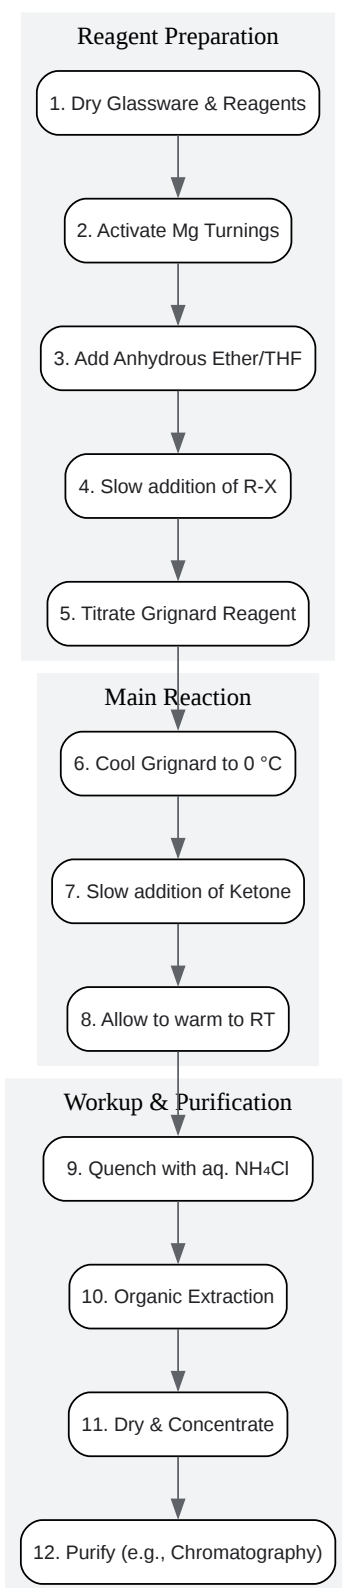 Reagent Preparation
1. Dry Glassware & Reagents
2. Activate Mg Turnings
3. Add Anhydrous Ether/THF
4. Slow addition of R-X
5. Titrate Grignard Reagent
Main Reaction
6. Cool Grignard to 0 °C
7. Slow addition of Ketone
8. Allow to warm to RT
Workup & Purification
9. Quench with aq. NH₄Cl
10. Organic Extraction
11. Dry & Concentrate
12. Purify (e.g., Chromatography)